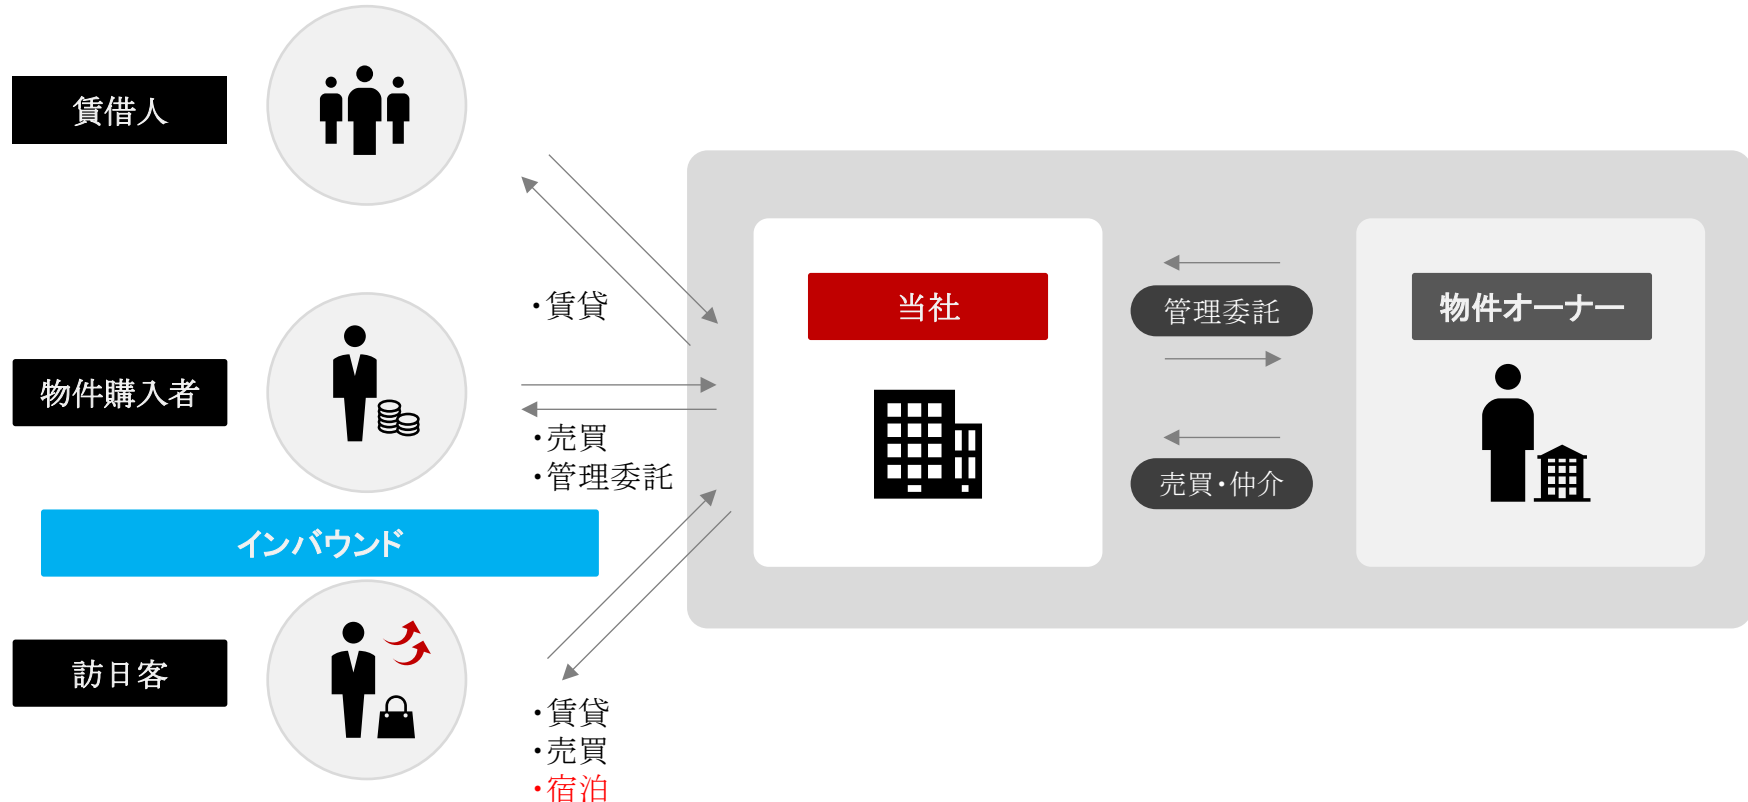 賃借人
・賃貸
当社
管理委託
物件オーナー
物件購入者
・売買
・管理委託
売買・仲介
インバウンド
訪日客
・賃貸
・売買
・宿泊